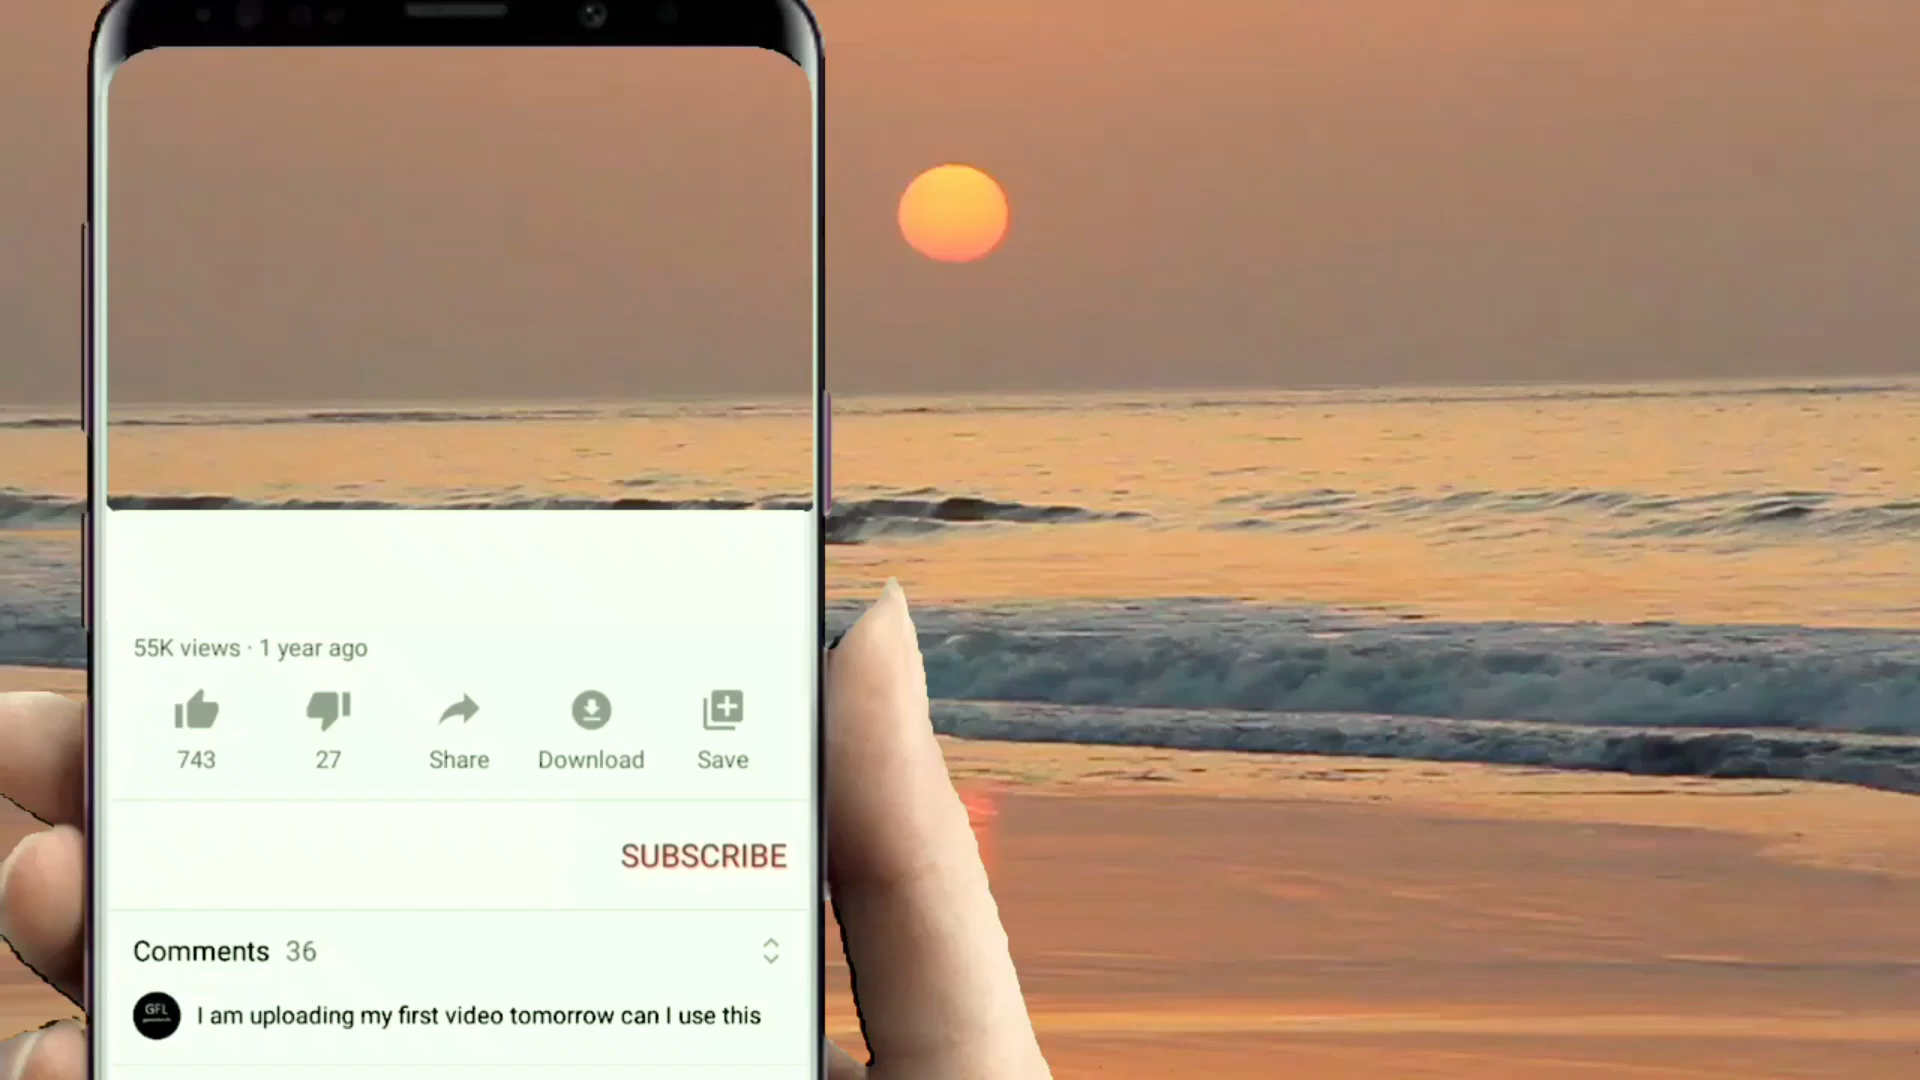 55K views · 1 year ago
743
27
Share
Download
Save
SUBSCRIBE
Comments 36
GFL
I am uploading my first video tomorrow can I use this